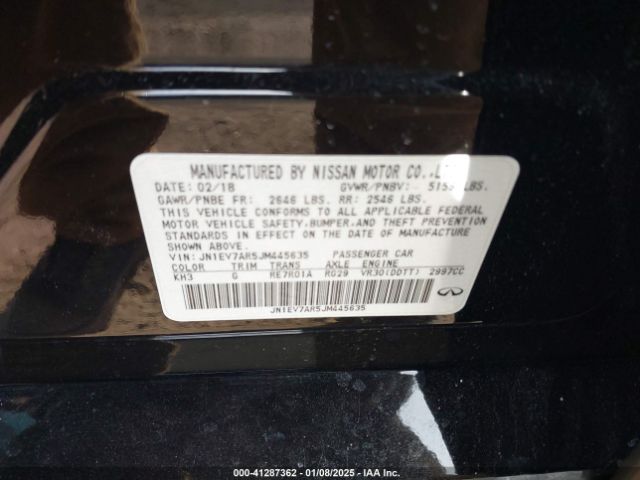 MANUFACTURED BY NISSAN MOTOR CO.,L
DATE: 02/18 GVWR/PNBV: LBS.
GAWR/PNBE FR: 2646 LBS. RR: 2546 LBS.
THIS VEHICLE CONFORMS TO ALL APPLICABLE FEDERAL
MOTOR VEHICLE SAFETY,BUMPER,AND THEFT PREVENTION
STANDARDS IN EFFECT ON THE DATE OF MANUFACTURE
SHOWN ABOVE.
VIN: JN1EV7AR5JM445635 PASSENGER CAR
COLOR TRIM TRANS AXLE ENGINE
KH3 G RE7R01A RG29 VR30(DDTT) 2997CC
JN1EV7AR5JM445635
INFINITI
000-41287362 - 01/08/2025 - IAA Inc.